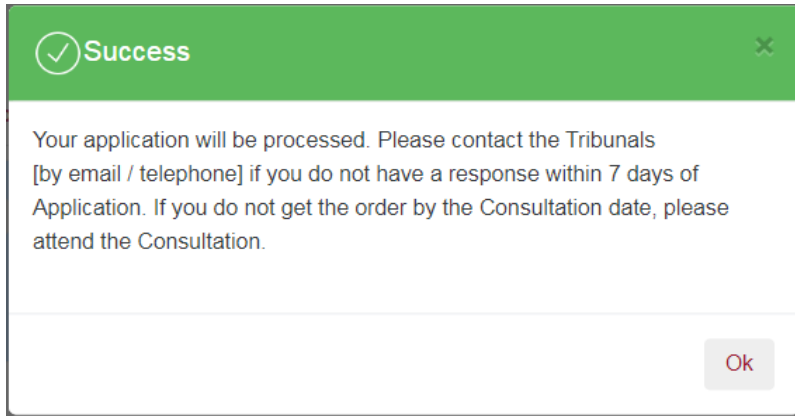 Success
Your application will be processed. Please contact the Tribunals
[by email / telephone] if you do not have a response within 7 days of
Application. If you do not get the order by the Consultation date, please
attend the Consultation.
Ok